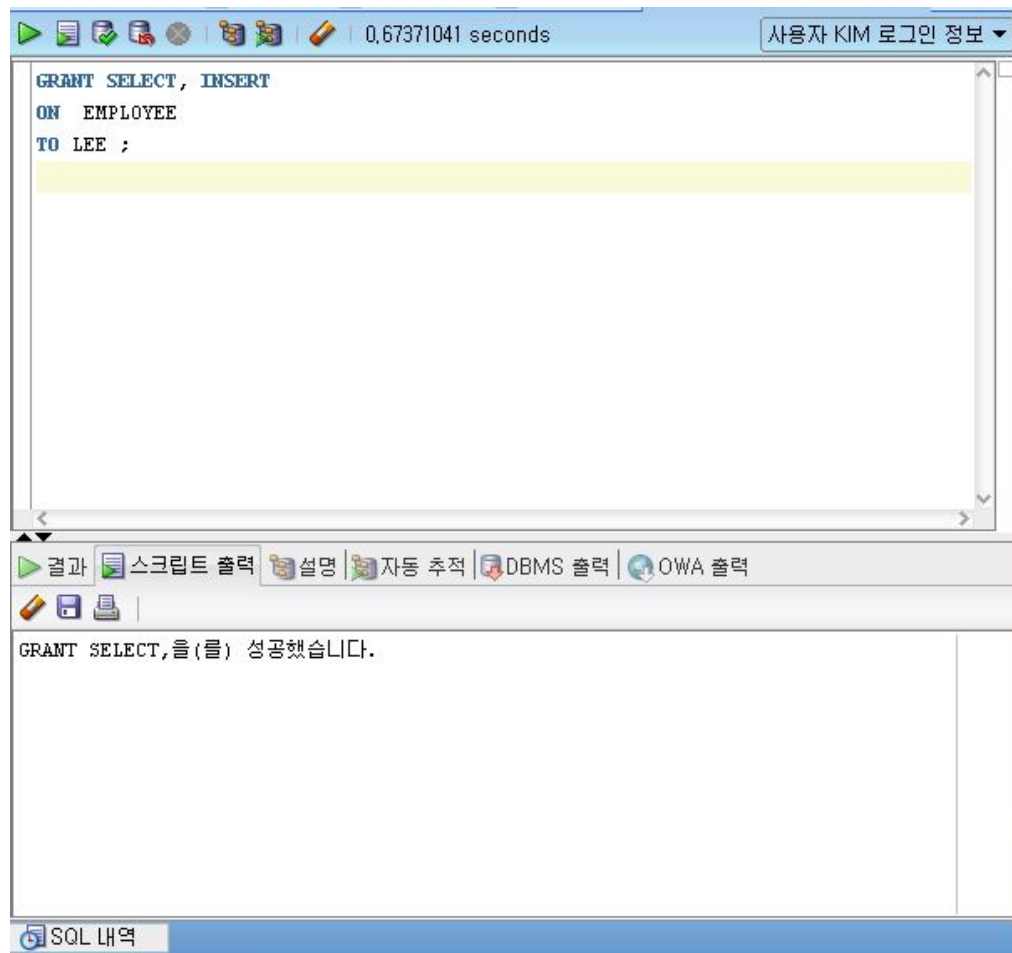 0,67371041 seconds
사용자 KIM 로그인 정보
GRANT SELECT, INSERT
ON EMPLOYEE
TO LEE ;
결과 스크립트 출력 설명 자동 추적 DBMS 출력 OWA 출력
GRANT SELECT,을(를) 성공했습니다.
SQL 내역